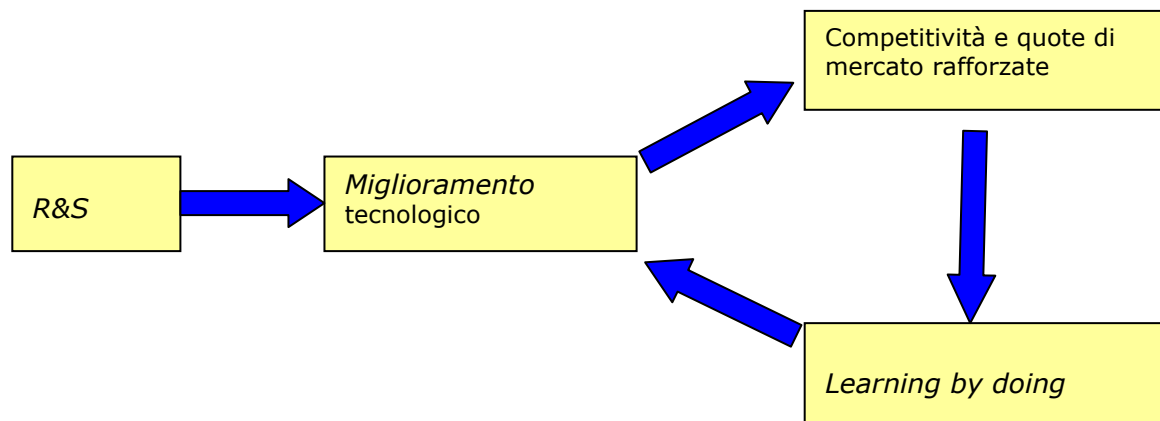 Competitività e quote di
mercato rafforzate
R&S
Miglioramento
tecnologico
Learning by doing